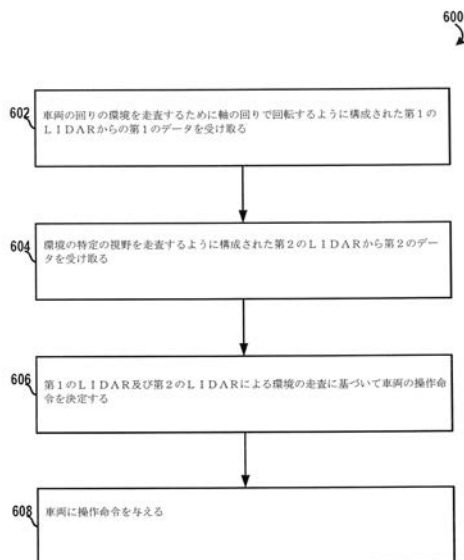 600
602
車両の回りの環境を走査するために軸の回りで回転するように構成された第1の
LIDARからの第1のデータを受け取る
604
環境の特定の視野を走査するように構成された第2のLIDARから第2のデー
タを受け取る
606
第1のLIDAR及び第2のLIDARによる環境の走査に基づいて車両の操作命
令を決定する
608
車両に操作命令を与える